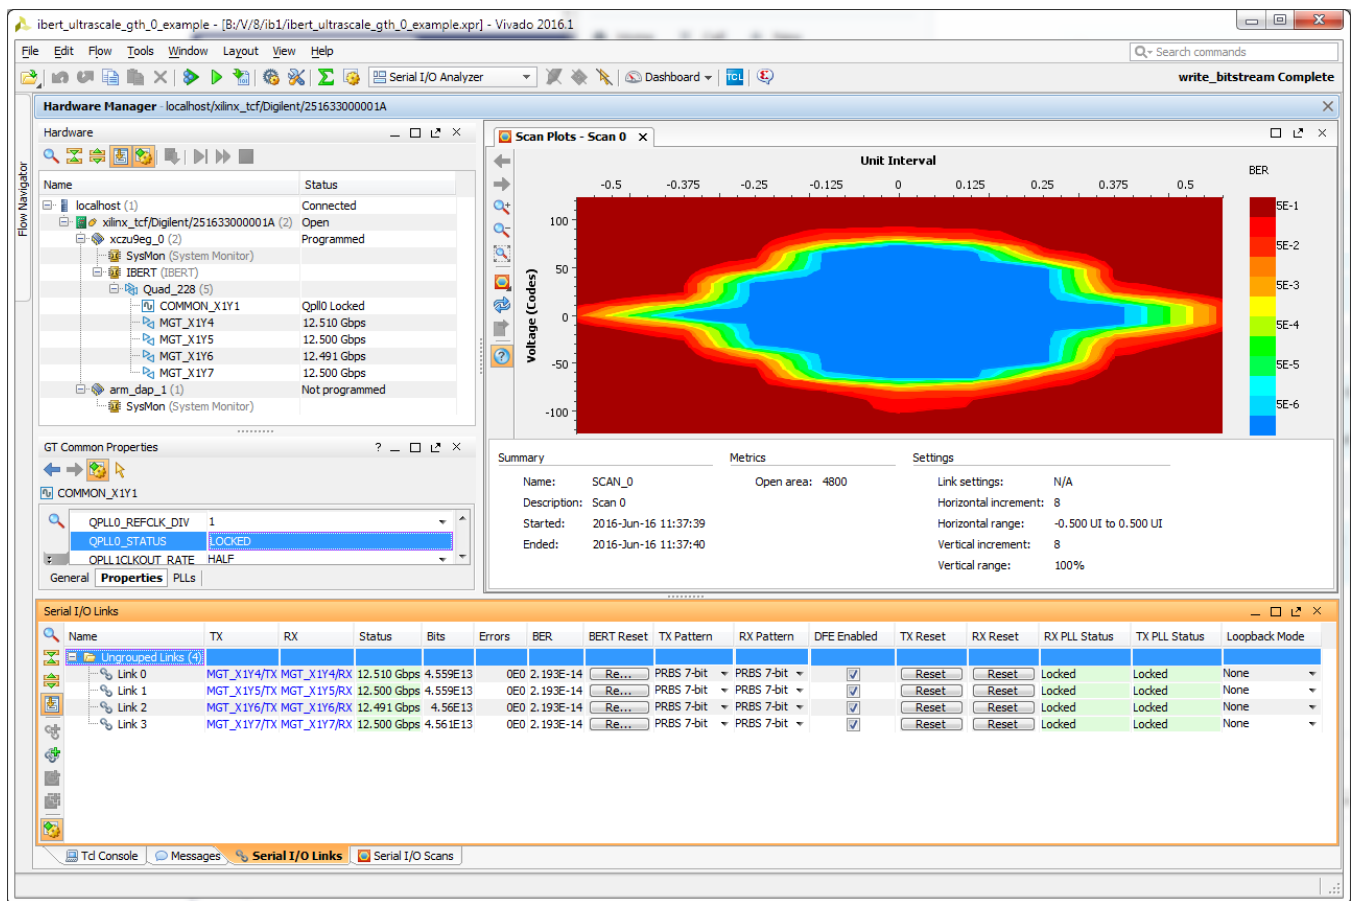 ibert_ultrascale_gth_0_example - [B:/V/8/ib1/ibert_ultrascale_gth_0_example.xpr] - Vivado 2016.1
File Edit Flow Tools Window Layout View Help
Q- Search commands
Serial I/O Analyzer Dashboard TCL write_bitstream Complete
Flow Navigator
Hardware Manager - localhost/xilinx_tcf/Digilent/251633000001A
Hardware
Name Status
localhost (1) Connected
xilinx_tcf/Digilent/251633000001A (2) Open
xczu9eg_0 (2) Programmed
SysMon (System Monitor)
IBERT (IBERT)
Quad_228 (5)
COMMON_X1Y1 Qpll0 Locked
MGT_X1Y4 12.510 Gbps
MGT_X1Y5 12.500 Gbps
MGT_X1Y6 12.491 Gbps
MGT_X1Y7 12.500 Gbps
arm_dap_1 (1) Not programmed
SysMon (System Monitor)
GT Common Properties
COMMON_X1Y1
QPLL0_REFCLK_DIV 1
QPLL0_STATUS LOCKED
QPLL1CLKOUT_RATE HALF
General Properties PLLs
Scan Plots - Scan 0
Unit Interval
BER
-0.5 -0.375 -0.25 -0.125 0 0.125 0.25 0.375 0.5
Voltage (Codes)
100
50
0
-50
-100
5E-1
5E-2
5E-3
5E-4
5E-5
5E-6
Summary Metrics Settings
Name: SCAN_0 Open area: 4800 Link settings: N/A
Description: Scan 0 Horizontal increment: 8
Started: 2016-Jun-16 11:37:39 Horizontal range: -0.500 UI to 0.500 UI
Ended: 2016-Jun-16 11:37:40 Vertical increment: 8
Vertical range: 100%
Serial I/O Links
Name TX RX Status Bits Errors BER BERT Reset TX Pattern RX Pattern DFE Enabled TX Reset RX Reset RX PLL Status TX PLL Status Loopback Mode
Ungrouped Links (4)
Link 0 MGT_X1Y4/TX MGT_X1Y4/RX 12.510 Gbps 4.559E13 0E0 2.193E-14 Re... PRBS 7-bit PRBS 7-bit Reset Reset Locked Locked None
Link 1 MGT_X1Y5/TX MGT_X1Y5/RX 12.500 Gbps 4.559E13 0E0 2.193E-14 Re... PRBS 7-bit PRBS 7-bit Reset Reset Locked Locked None
Link 2 MGT_X1Y6/TX MGT_X1Y6/RX 12.491 Gbps 4.56E13 0E0 2.193E-14 Re... PRBS 7-bit PRBS 7-bit Reset Reset Locked Locked None
Link 3 MGT_X1Y7/TX MGT_X1Y7/RX 12.500 Gbps 4.561E13 0E0 2.193E-14 Re... PRBS 7-bit PRBS 7-bit Reset Reset Locked Locked None
Tcl Console Messages Serial I/O Links Serial I/O Scans